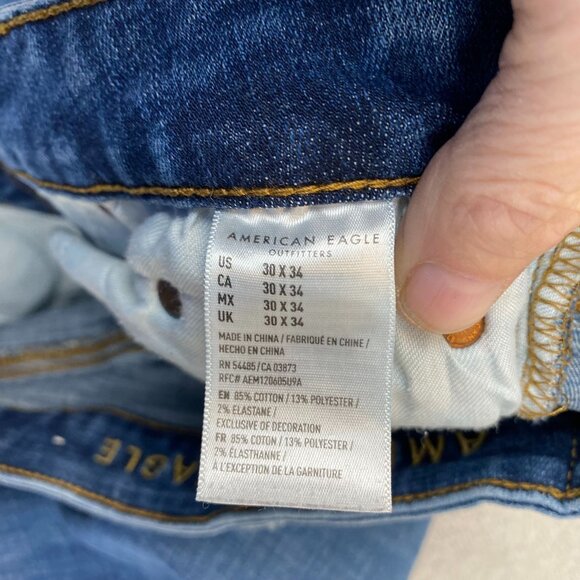 AMERICAN EAGLE
OUTFITTERS
US 30 X 34
CA 30 X 34
MX 30 X 34
UK 30 X 34
MADE IN CHINA / FABRIQUÉ EN CHINE /
HECHO EN CHINA
RN 54485 / CA 03873
RFC# AEM120605U9A
EN 85% COTTON / 13% POLYESTER /
2% ELASTANE /
EXCLUSIVE OF DECORATION
FR 85% COTON / 13% POLYESTER /
2% ÉLASTHANNE /
À L'EXCEPTION DE LA GARNITURE
AM
AGLE